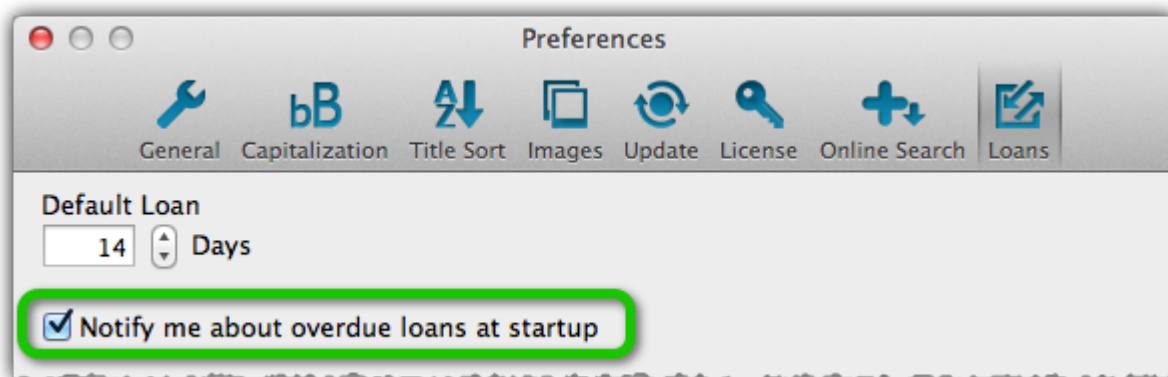 Preferences
General Capitalization Title Sort Images Update License Online Search Loans
Default Loan
14 Days
Notify me about overdue loans at startup